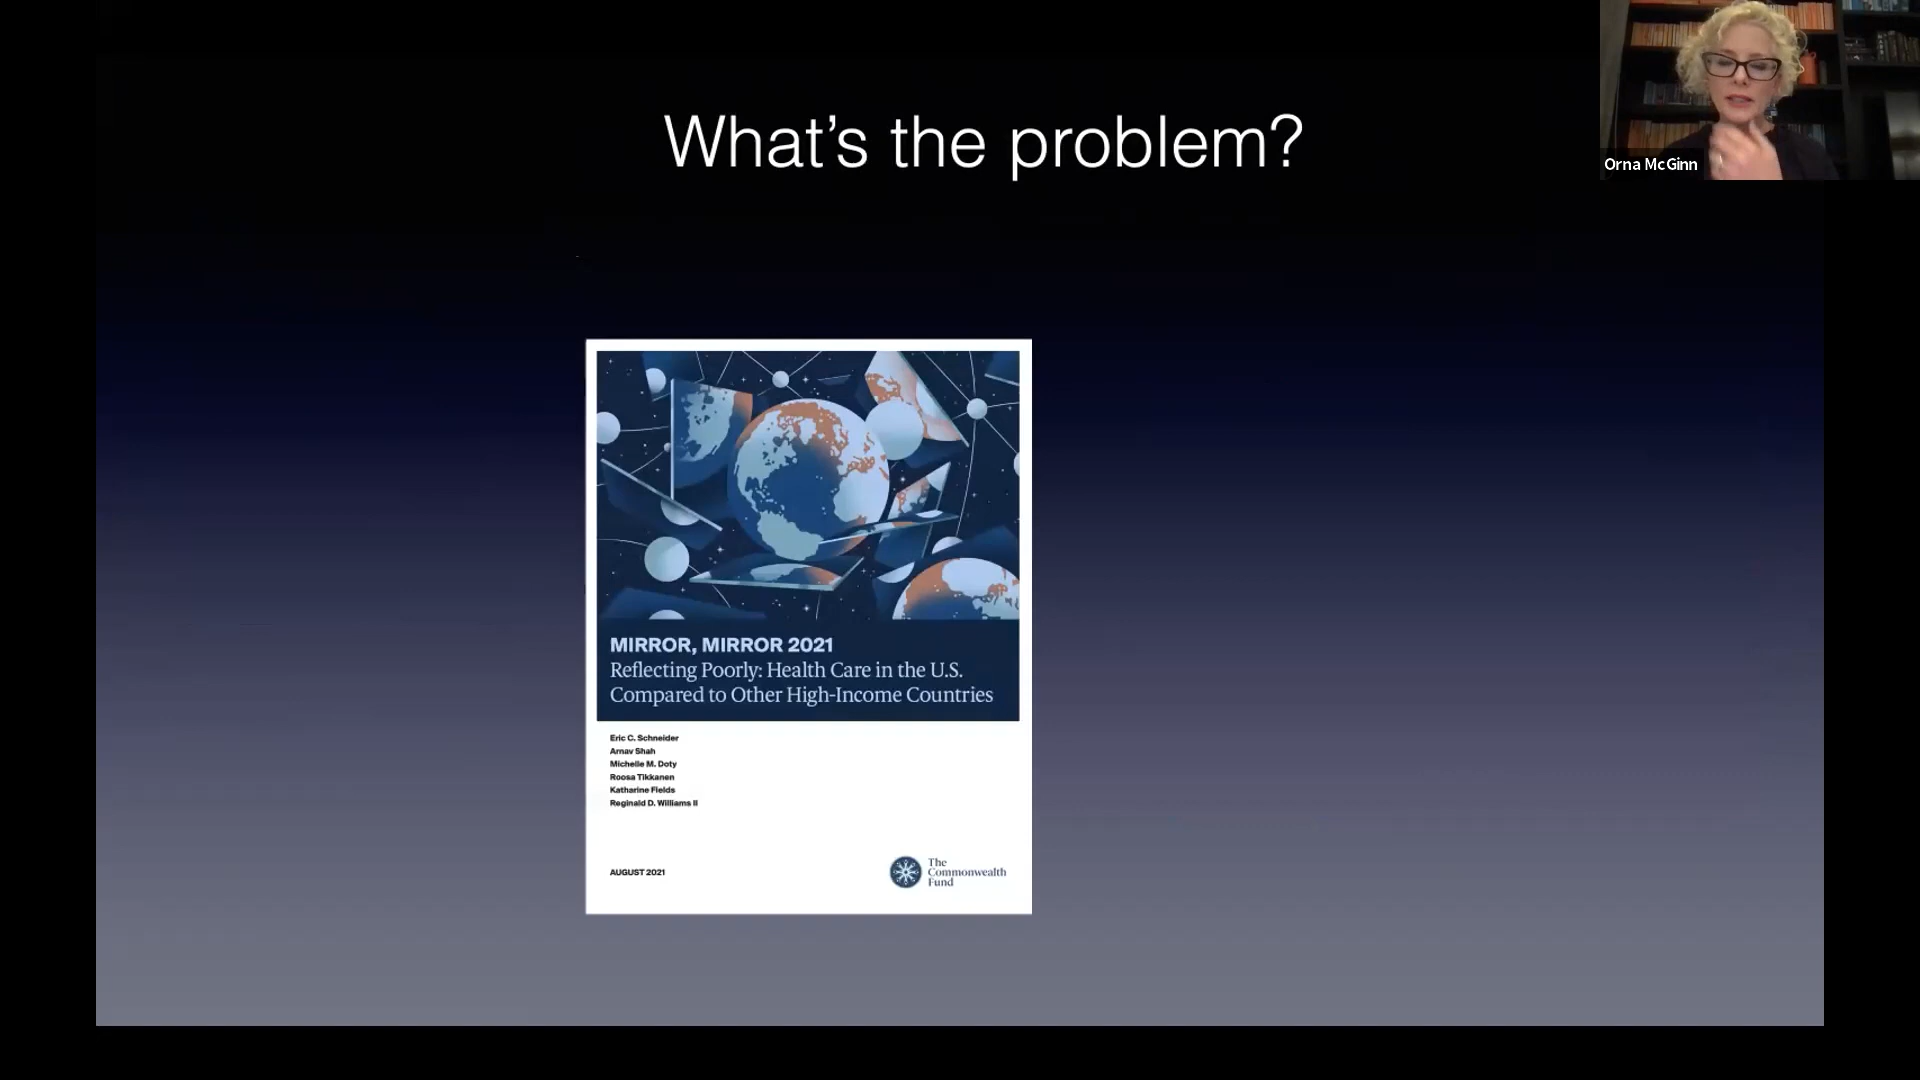 What's the problem?
Orna McGinn
MIRROR, MIRROR 2021
Reflecting Poorly: Health Care in the U.S.
Compared to Other High-Income Countries
Eric C. Schneider
Arnav Shah
Michelle M. Doty
Roosa Tikkanen
Katharine Fields
Reginald D. Williams II
AUGUST 2021
The
Commonwealth
Fund